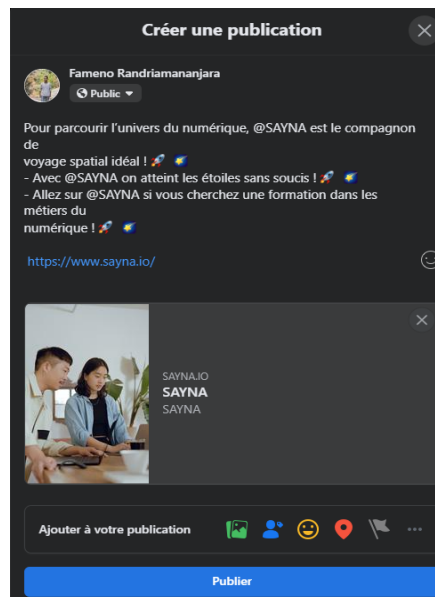 Créer une publication
Fameno Randriamananjara
Public
Pour parcourir l'univers du numérique, @SAYNA est le compagnon
de
voyage spatial idéal ! 🚀 🌠
- Avec @SAYNA on atteint les étoiles sans soucis ! 🚀 🌠
- Allez sur @SAYNA si vous cherchez une formation dans les
métiers du
numérique ! 🚀 🌠
https://www.sayna.io/
SAYNA.IO
SAYNA
SAYNA
Ajouter à votre publication
Publier